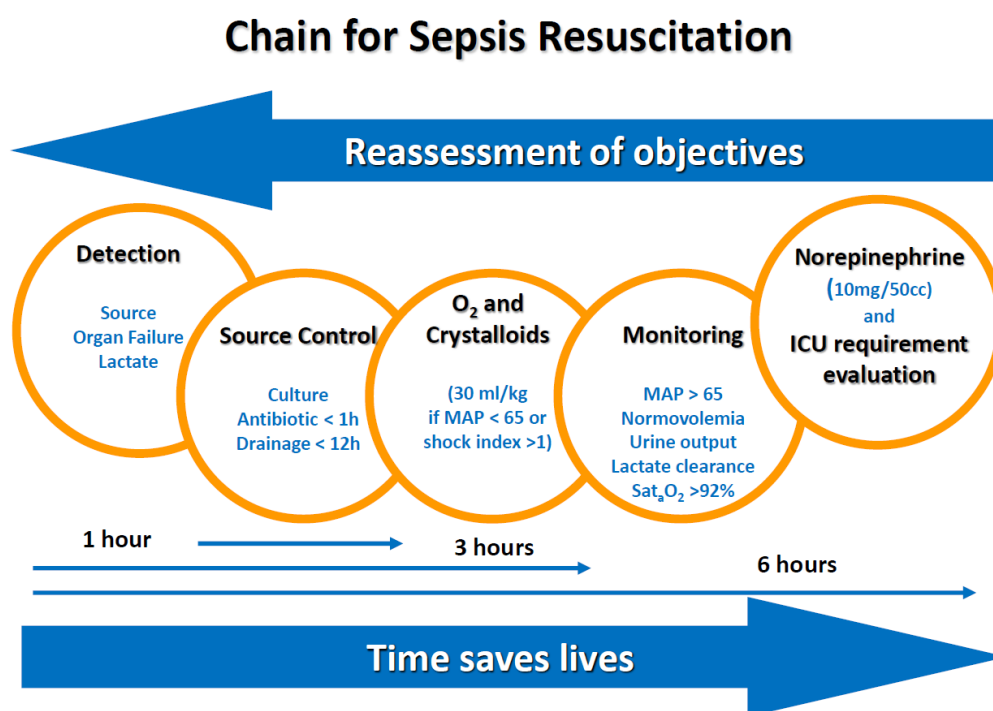 Chain for Sepsis Resuscitation
Reassessment of objectives
Detection
Source
Organ Failure
Lactate
Source Control
Culture
Antibiotic < 1h
Drainage < 12h
O₂ and
Crystalloids
(30 ml/kg
if MAP < 65 or
shock index >1)
Monitoring
MAP > 65
Normovolemia
Urine output
Lactate clearance
SatₐO₂ >92%
Norepinephrine
(10mg/50cc)
and
ICU requirement
evaluation
1 hour
3 hours
6 hours
Time saves lives